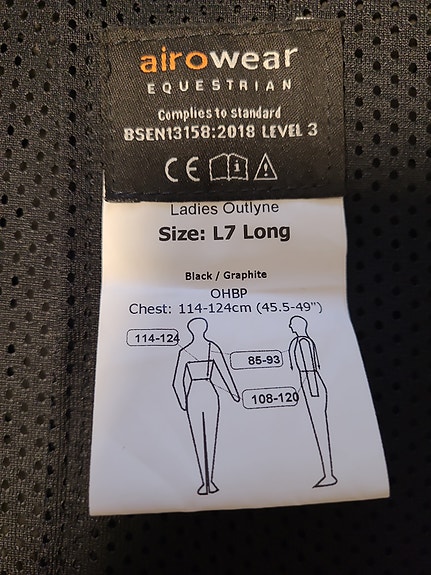 airowear
EQUESTRIAN
Complies to standard
BSEN13158:2018 LEVEL 3
CE i
Ladies Outlyne
Size: L7 Long
Black / Graphite
OHBP
Chest: 114-124cm (45.5-49")
114-124
85-93
108-120